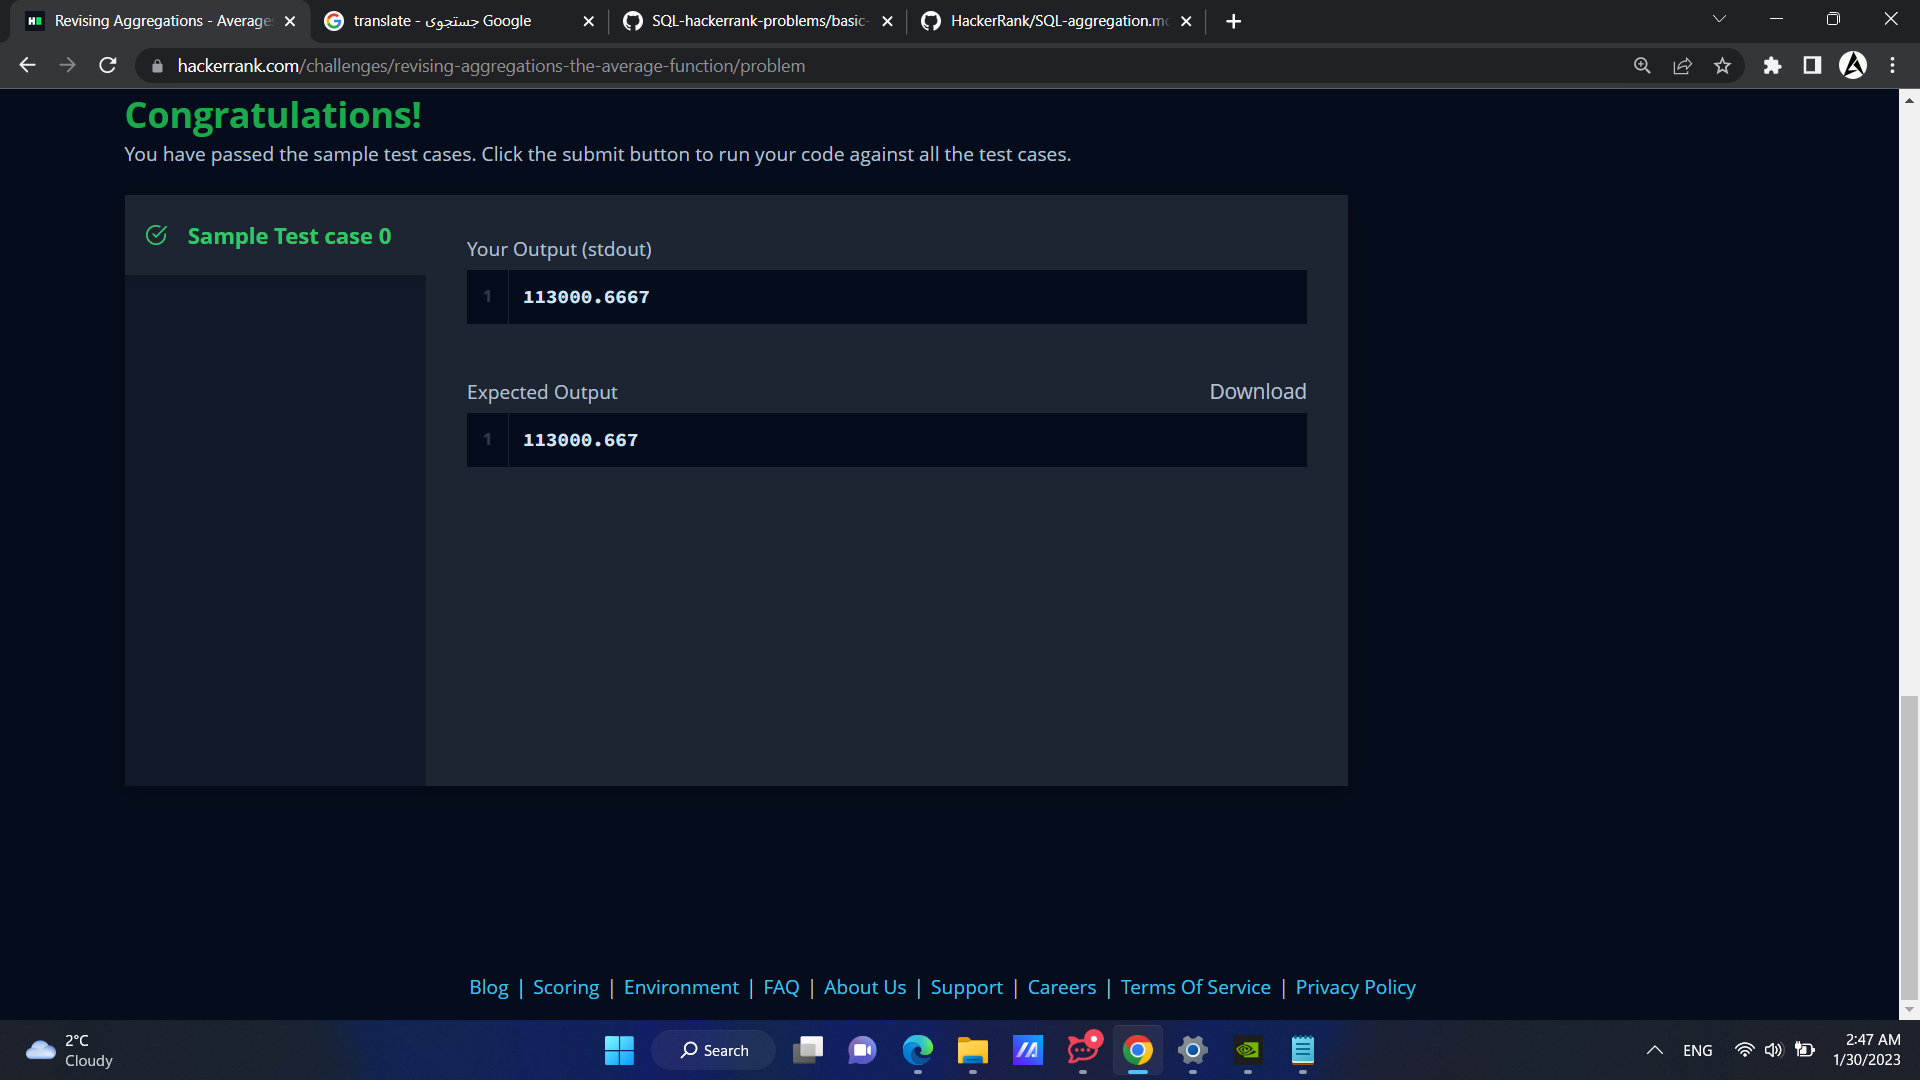 Revising Aggregations - Average
translate - جستجوی Google
SQL-hackerrank-problems/basic-
HackerRank/SQL-aggregation.mc
hackerrank.com/challenges/revising-aggregations-the-average-function/problem
Congratulations!
You have passed the sample test cases. Click the submit button to run your code against all the test cases.
Sample Test case 0
Your Output (stdout)
1 113000.6667
Expected Output Download
1 113000.667
Blog | Scoring | Environment | FAQ | About Us | Support | Careers | Terms Of Service | Privacy Policy
2°C
Cloudy
Search
ENG
2:47 AM
1/30/2023